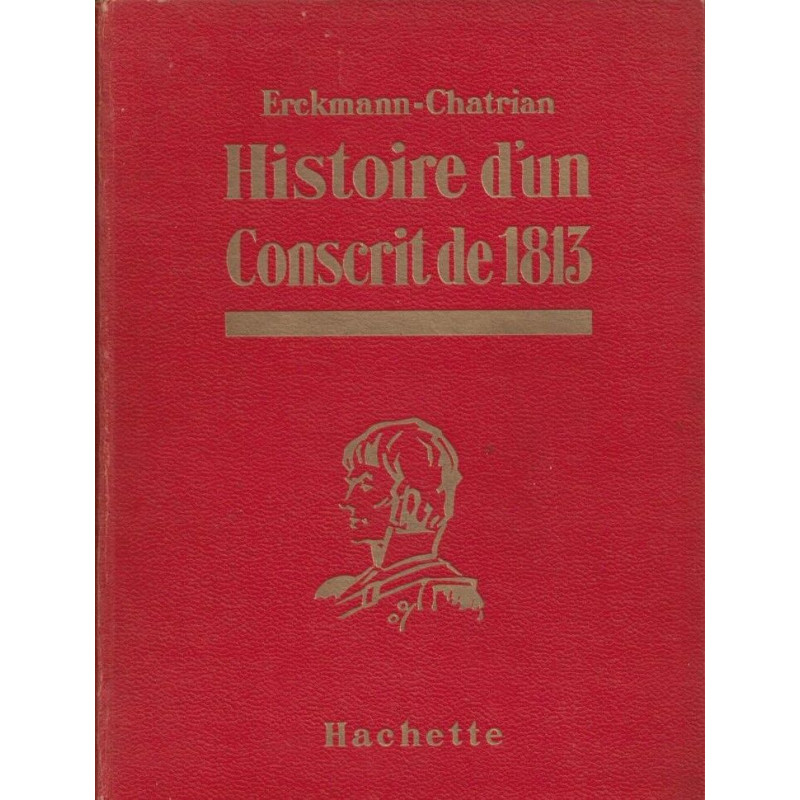 Erckmann-Chatrian
Histoire d'un
Conscrit de 1813
Hachette